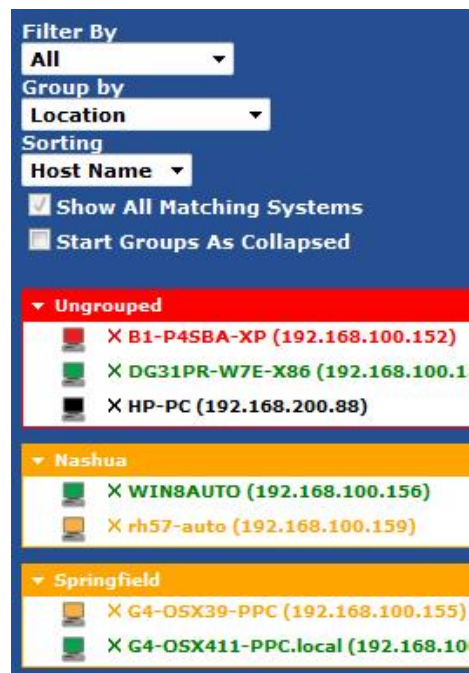 Filter By
All
Group by
Location
Sorting
Host Name
Show All Matching Systems
Start Groups As Collapsed
Ungrouped
X B1-P4SBA-XP (192.168.100.152)
X DG31PR-W7E-X86 (192.168.100.1
X HP-PC (192.168.200.88)
Nashua
X WIN8AUTO (192.168.100.156)
X rh57-auto (192.168.100.159)
Springfield
X G4-OSX39-PPC (192.168.100.155)
X G4-OSX411-PPC.local (192.168.10